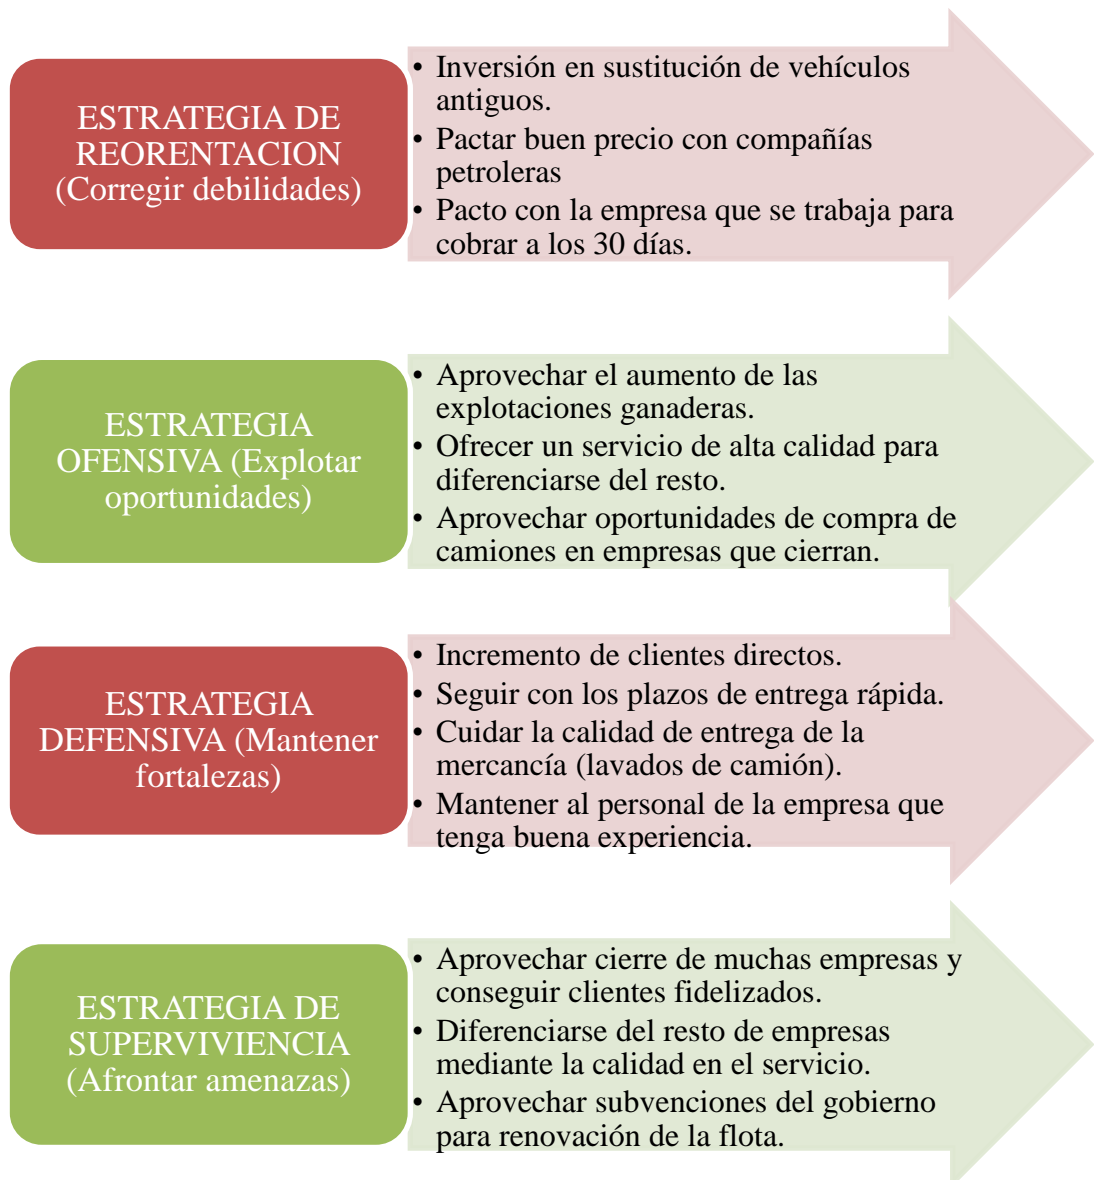 ESTRATEGIA DE
REORENTACION
(Corregir debilidades)
• Inversión en sustitución de vehículos
antiguos.
• Pactar buen precio con compañías
petroleras
• Pacto con la empresa que se trabaja para
cobrar a los 30 días.
ESTRATEGIA
OFENSIVA (Explotar
oportunidades)
• Aprovechar el aumento de las
explotaciones ganaderas.
• Ofrecer un servicio de alta calidad para
diferenciarse del resto.
• Aprovechar oportunidades de compra de
camiones en empresas que cierran.
ESTRATEGIA
DEFENSIVA (Mantener
fortalezas)
• Incremento de clientes directos.
• Seguir con los plazos de entrega rápida.
• Cuidar la calidad de entrega de la
mercancía (lavados de camión).
• Mantener al personal de la empresa que
tenga buena experiencia.
ESTRATEGIA DE
SUPERVIVIENCIA
(Afrontar amenazas)
• Aprovechar cierre de muchas empresas y
conseguir clientes fidelizados.
• Diferenciarse del resto de empresas
mediante la calidad en el servicio.
• Aprovechar subvenciones del gobierno
para renovación de la flota.